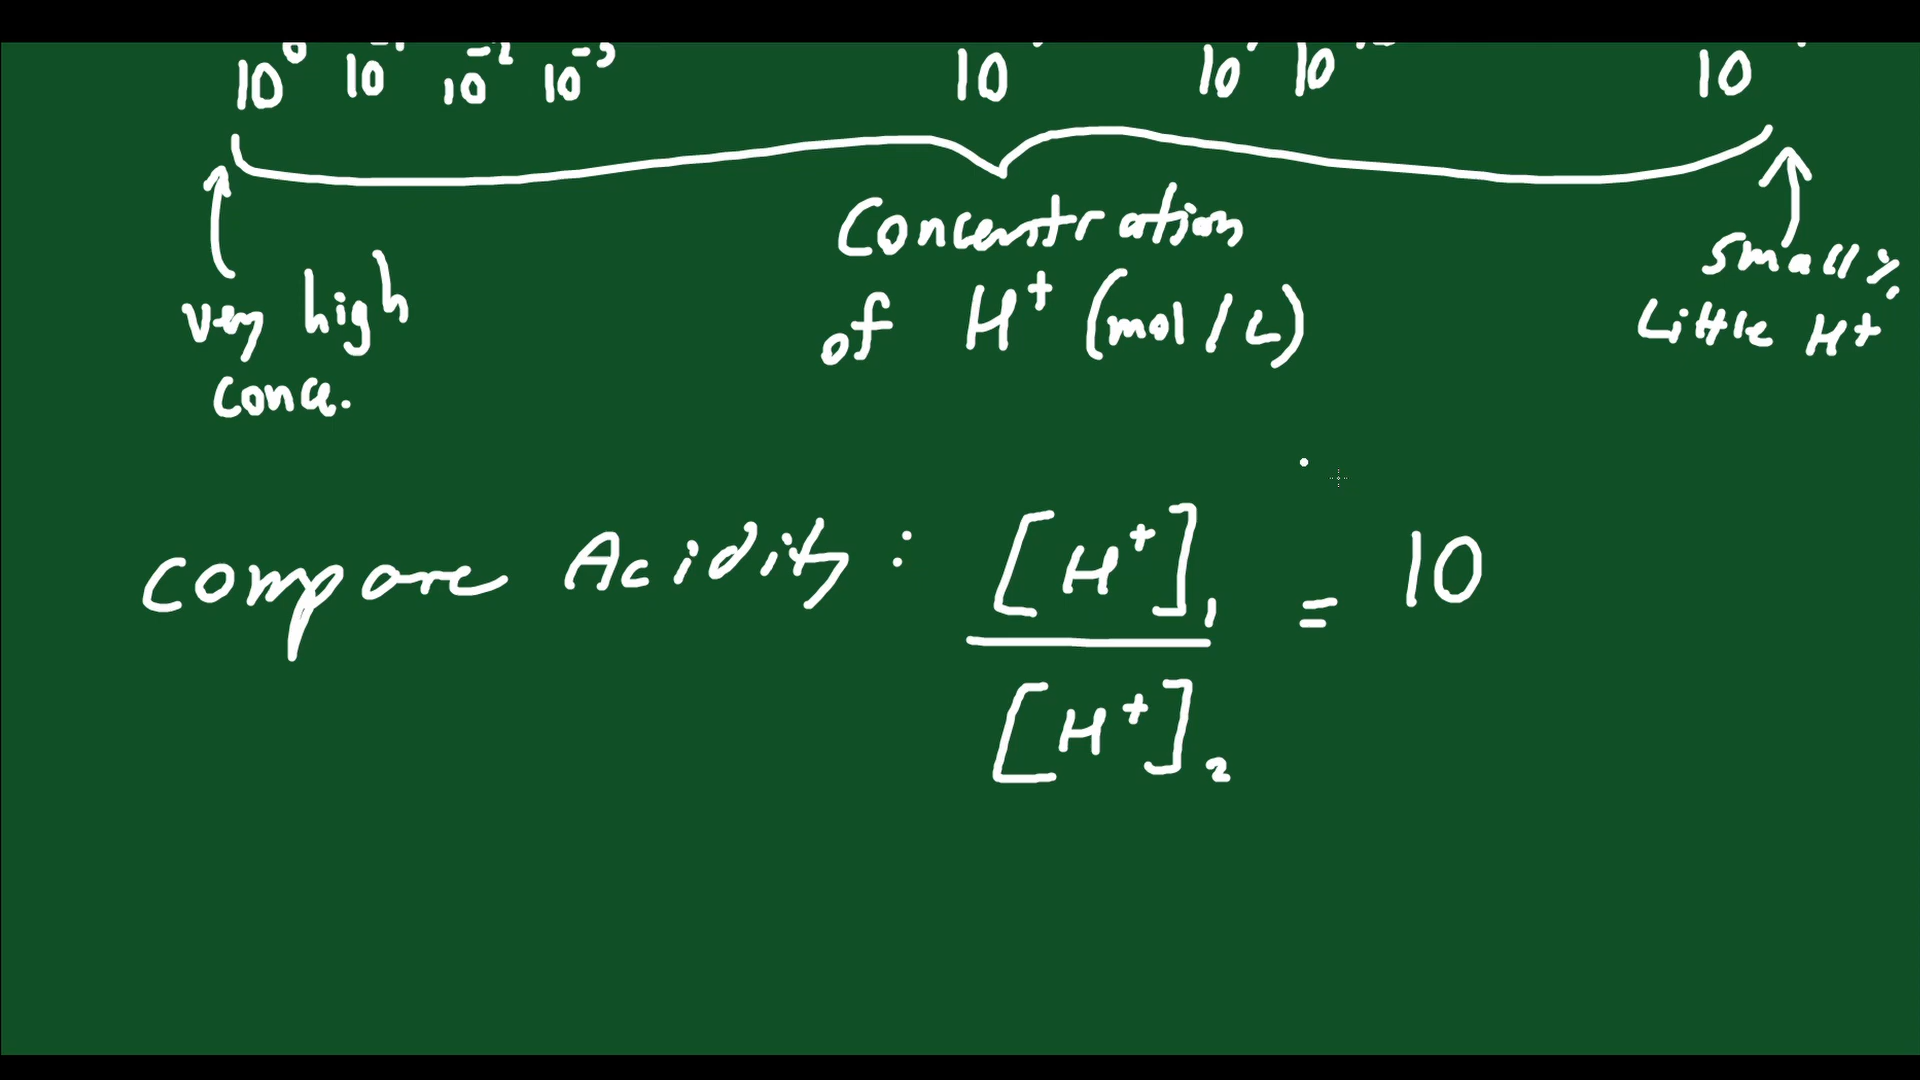 10⁰ 10⁻¹ 10⁻² 10⁻³ 10 10 10 10
Concentration
of H⁺ (mol/L)
very high
conc.
small %
Little H+
Compare Acidity: [H⁺]₁ = 10
[H⁺]₂